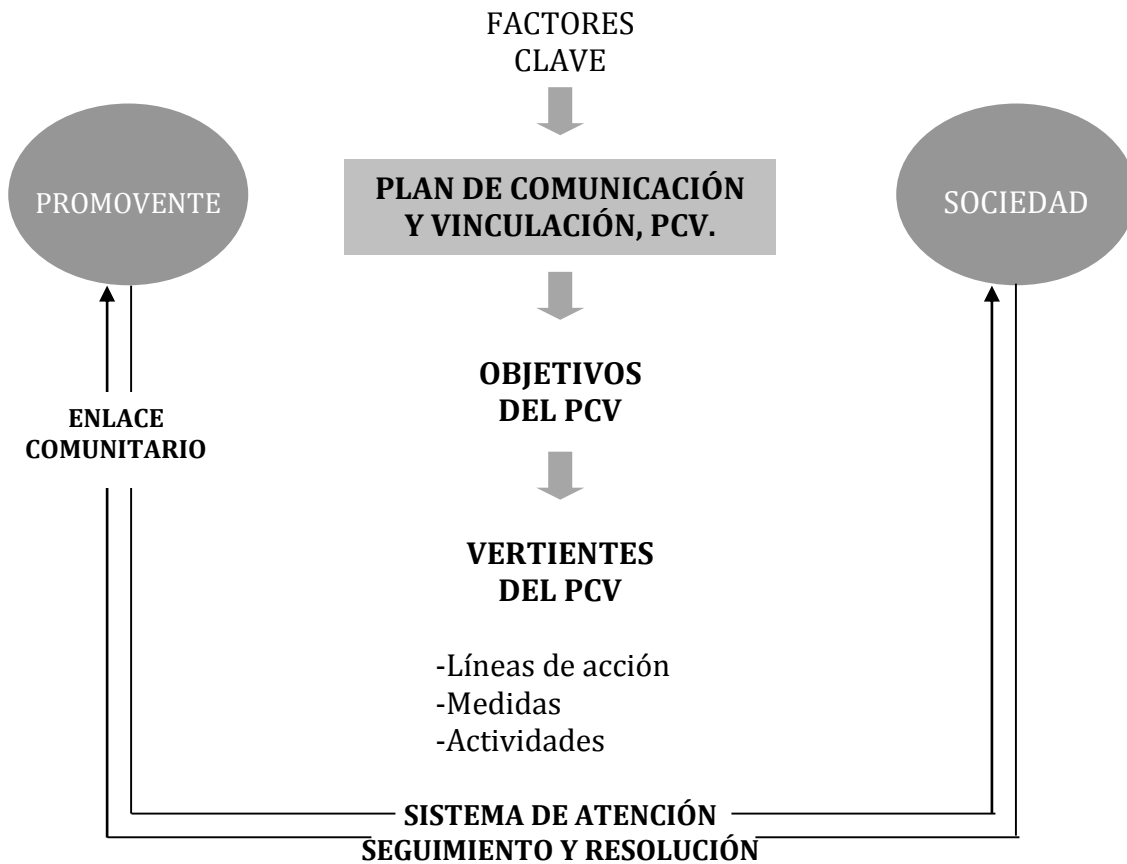 FACTORES
CLAVE
PROMOVENTE
PLAN DE COMUNICACIÓN
Y VINCULACIÓN, PCV.
SOCIEDAD
OBJETIVOS
DEL PCV
ENLACE
COMUNITARIO
VERTIENTES
DEL PCV
-Líneas de acción
-Medidas
-Actividades
SISTEMA DE ATENCIÓN
SEGUIMIENTO Y RESOLUCIÓN